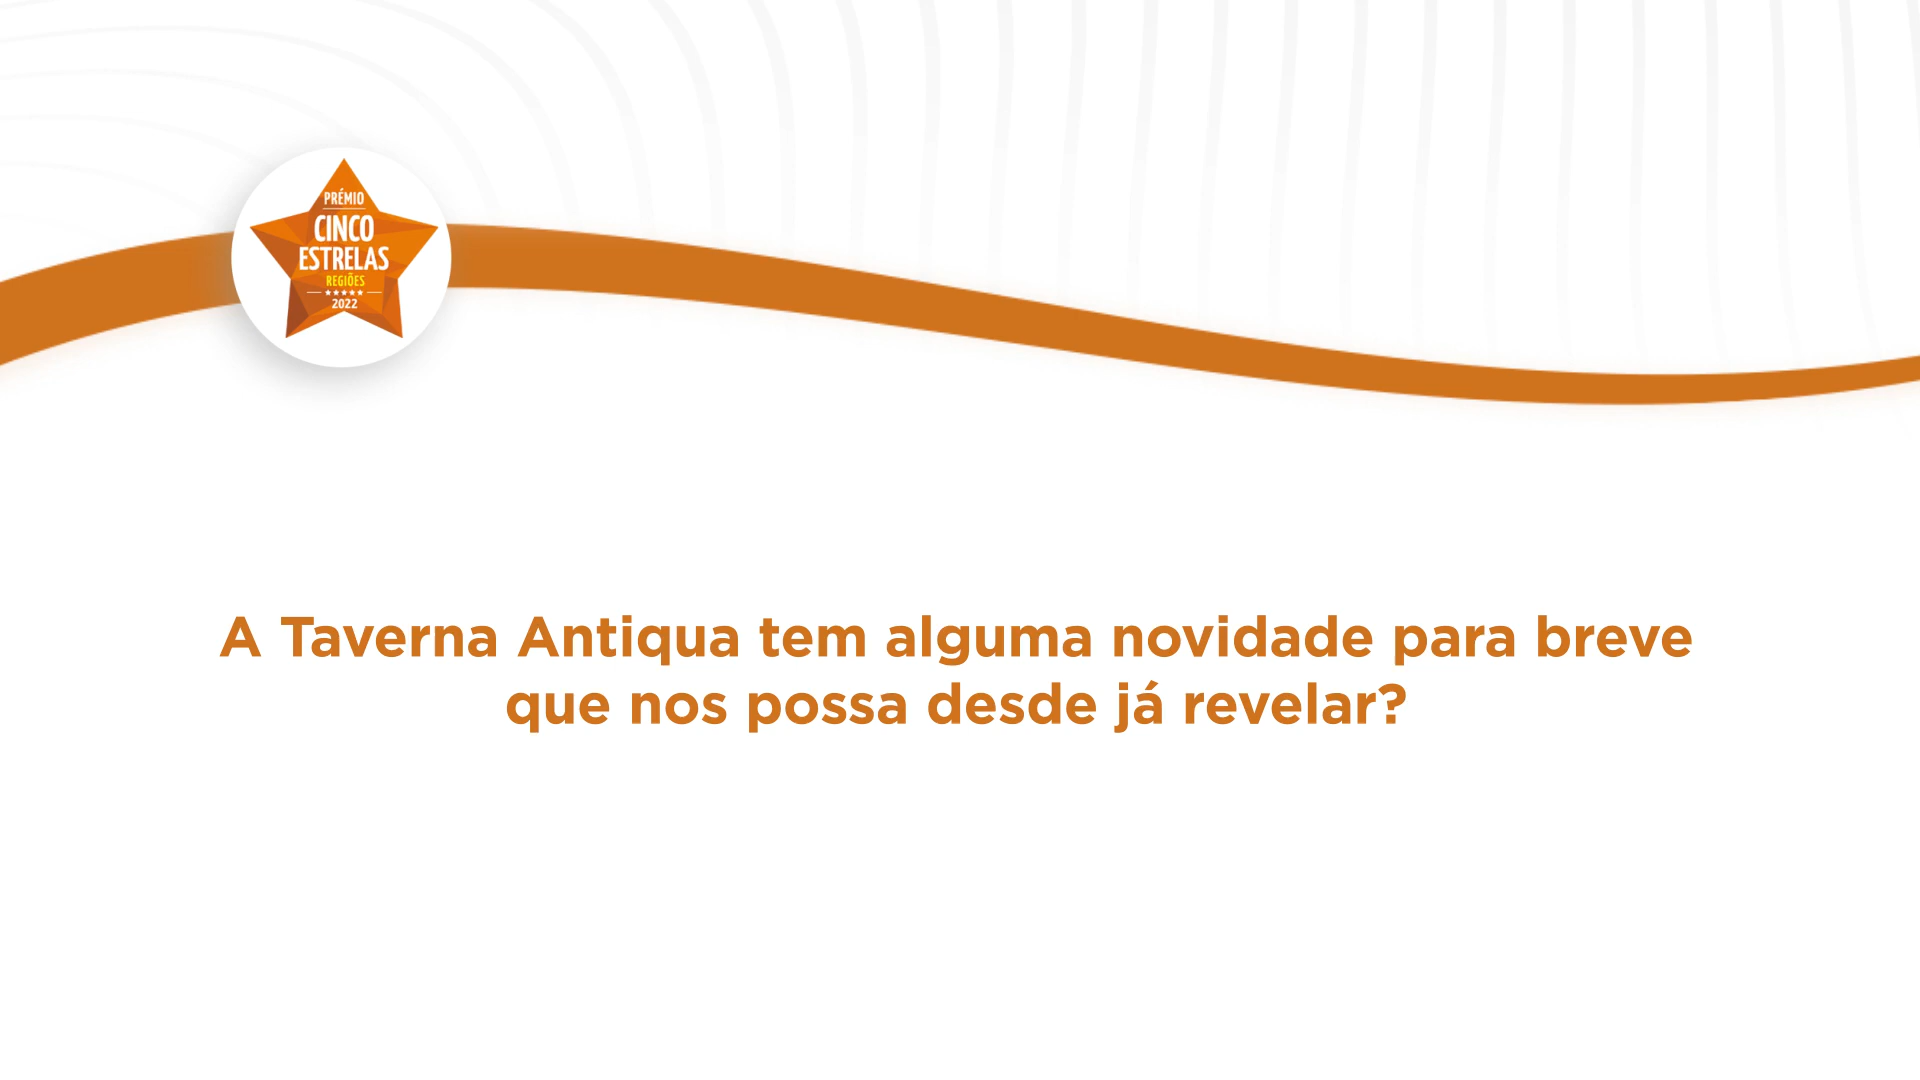 PRÉMIO
CINCO
ESTRELAS
REGIÕES
2022
A Taverna Antiqua tem alguma novidade para breve
que nos possa desde já revelar?